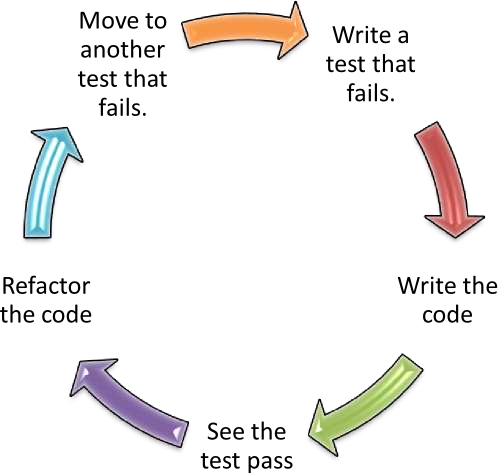 Move to
another
test that
fails.
Write a
test that
fails.
Write the
code
See the
test pass
Refactor
the code